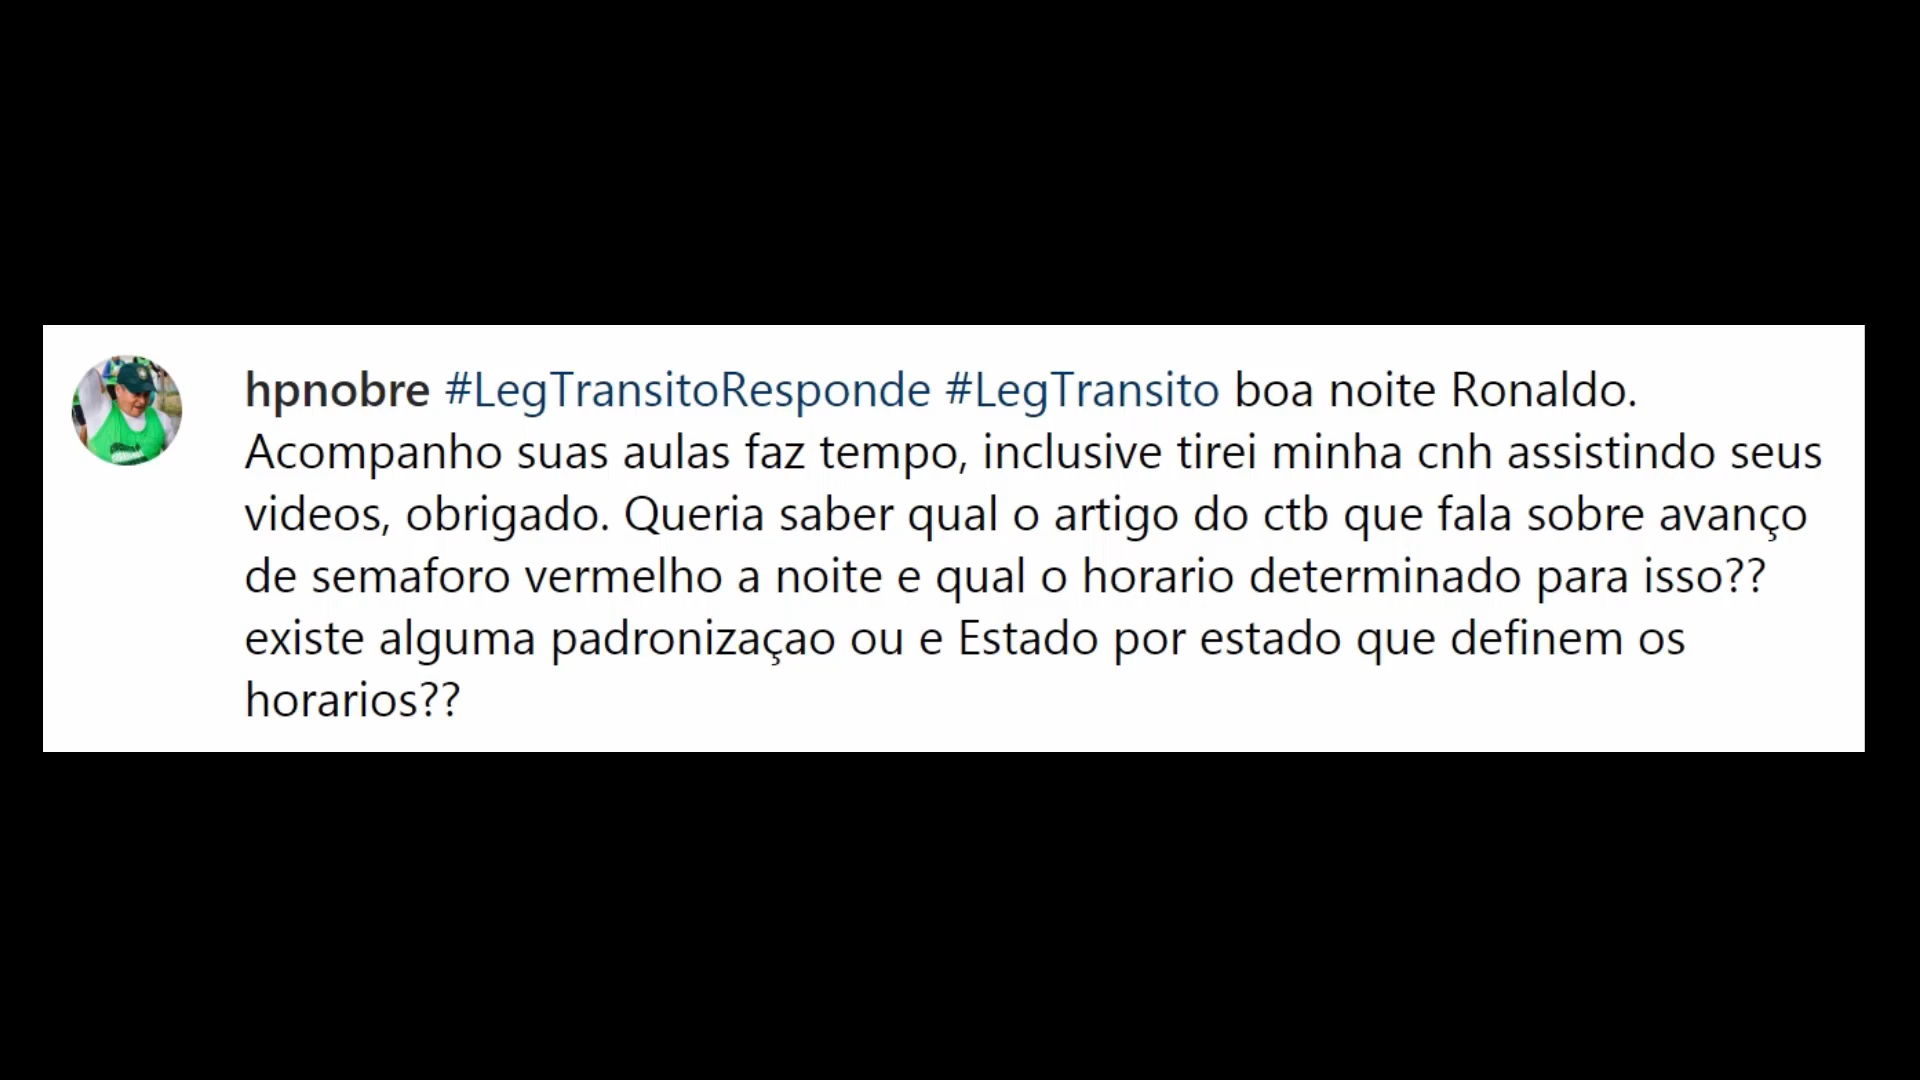 hpnobre #LegTransitoResponde #LegTransito boa noite Ronaldo.
Acompanho suas aulas faz tempo, inclusive tirei minha cnh assistindo seus
videos, obrigado. Queria saber qual o artigo do ctb que fala sobre avanço
de semaforo vermelho a noite e qual o horario determinado para isso??
existe alguma padronizaçao ou e Estado por estado que definem os
horarios??